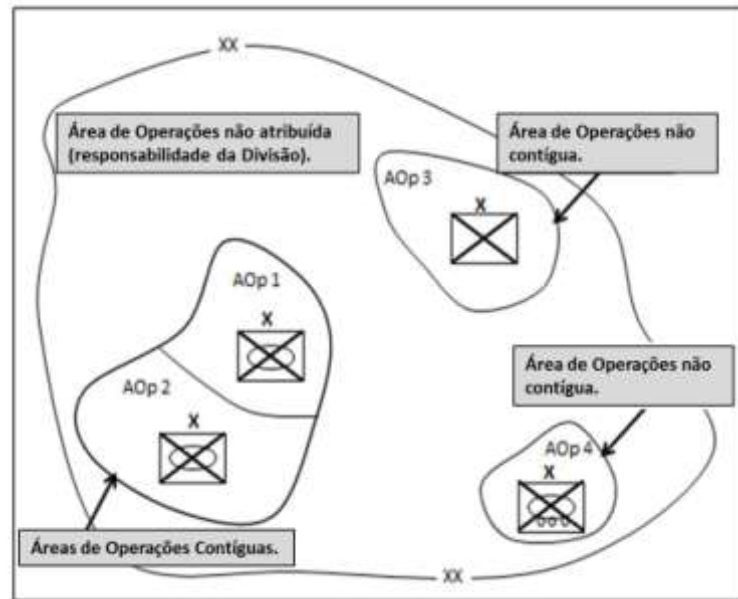 XX
Área de Operações não atribuída
(responsabilidade da Divisão).
Área de Operações não
contígua.
AOp 3
X
AOp 1
X
AOp 2
X
Área de Operações não
contígua.
AOp 4
X
Áreas de Operações Contíguas.
XX